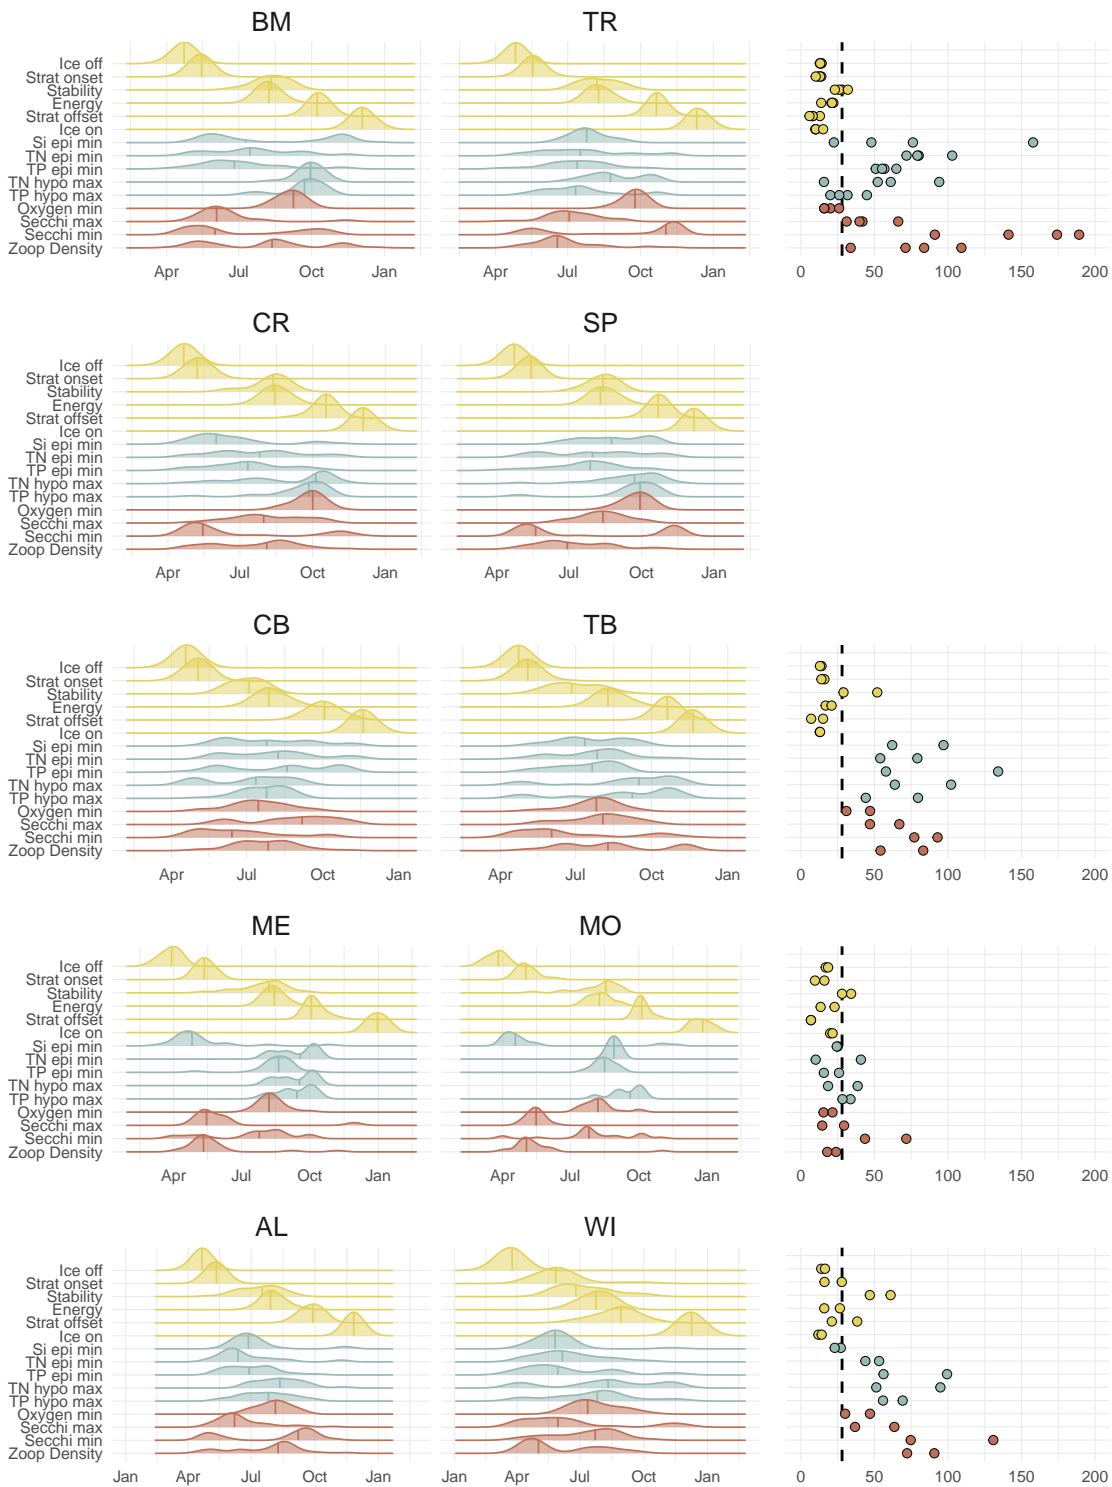 BM TR
Ice off
Strat onset
Stability
Energy
Strat offset
Ice on
Si epi min
TN epi min
TP epi min
TN hypo max
TP hypo max
Oxygen min
Secchi max
Secchi min
Zoop Density
Apr Jul Oct Jan Apr Jul Oct Jan 0 50 100 150 200
CR SP
Ice off
Strat onset
Stability
Energy
Strat offset
Ice on
Si epi min
TN epi min
TP epi min
TN hypo max
TP hypo max
Oxygen min
Secchi max
Secchi min
Zoop Density
Apr Jul Oct Jan Apr Jul Oct Jan
CB TB
Ice off
Strat onset
Stability
Energy
Strat offset
Ice on
Si epi min
TN epi min
TP epi min
TN hypo max
TP hypo max
Oxygen min
Secchi max
Secchi min
Zoop Density
Apr Jul Oct Jan Apr Jul Oct Jan 0 50 100 150 200
ME MO
Ice off
Strat onset
Stability
Energy
Strat offset
Ice on
Si epi min
TN epi min
TP epi min
TN hypo max
TP hypo max
Oxygen min
Secchi max
Secchi min
Zoop Density
Apr Jul Oct Jan Apr Jul Oct Jan 0 50 100 150 200
AL WI
Ice off
Strat onset
Stability
Energy
Strat offset
Ice on
Si epi min
TN epi min
TP epi min
TN hypo max
TP hypo max
Oxygen min
Secchi max
Secchi min
Zoop Density
Jan Apr Jul Oct Jan Jan Apr Jul Oct Jan 0 50 100 150 200